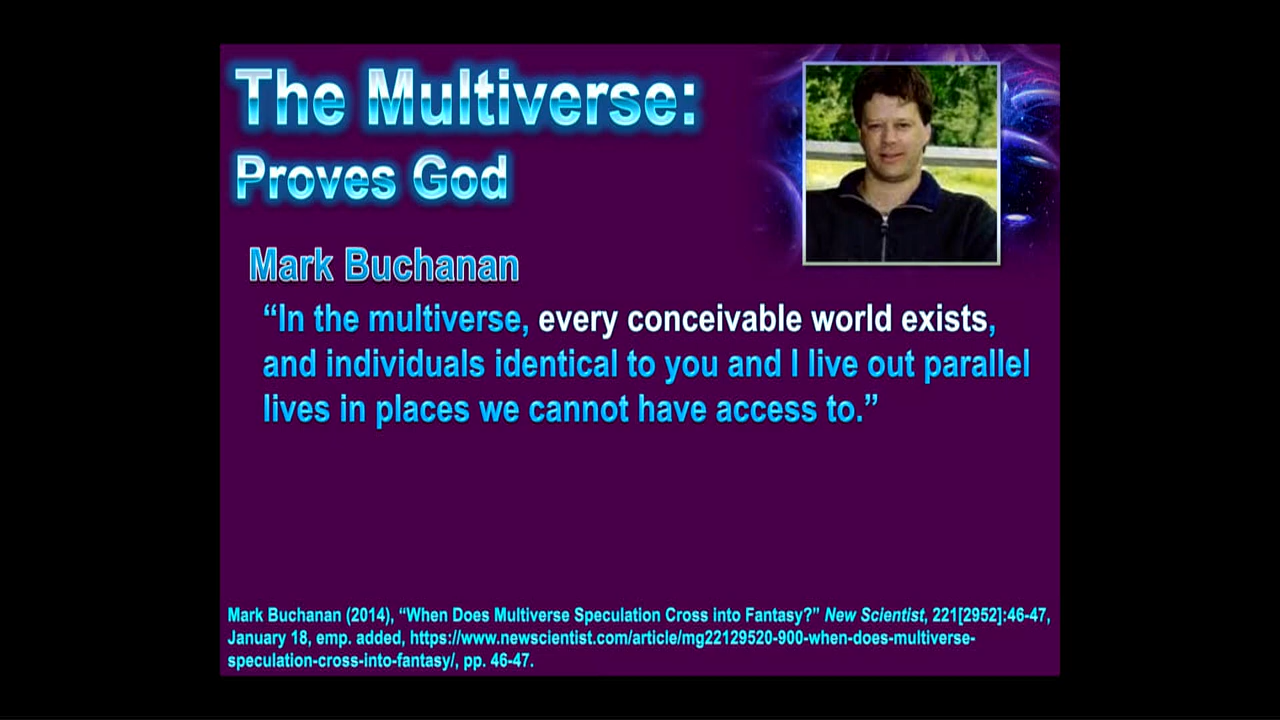 The Multiverse:
Proves God
Mark Buchanan
“In the multiverse, every conceivable world exists,
and individuals identical to you and I live out parallel
lives in places we cannot have access to.”
Mark Buchanan (2014), “When Does Multiverse Speculation Cross into Fantasy?” New Scientist, 221[2952]:46-47,
January 18, emp. added, https://www.newscientist.com/article/mg22129520-900-when-does-multiverse-
speculation-cross-into-fantasy/, pp. 46-47.